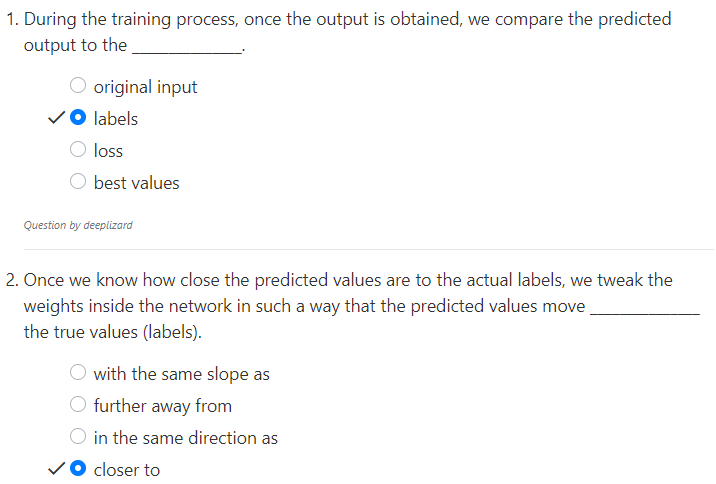 1. During the training process, once the output is obtained, we compare the predicted
output to the _____________.
original input
labels
loss
best values
Question by deeplizard
2. Once we know how close the predicted values are to the actual labels, we tweak the
weights inside the network in such a way that the predicted values move _____________
the true values (labels).
with the same slope as
further away from
in the same direction as
closer to